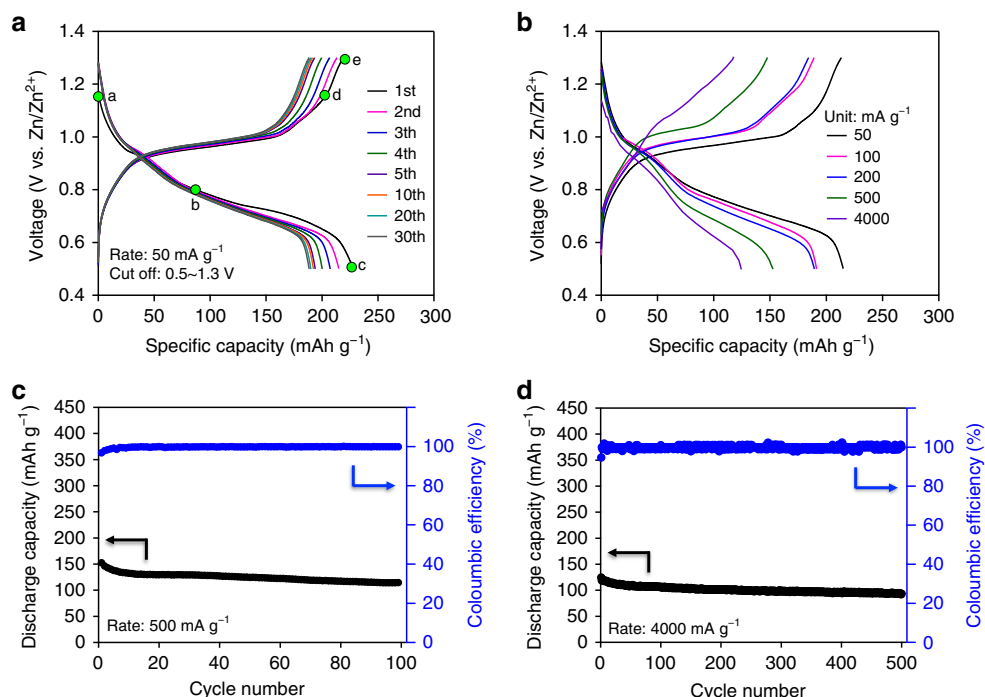 a
1.4
1.2
1.0
0.8
0.6
0.4
Voltage (V vs. Zn/Zn²⁺)
a
b
c
d
e
1st
2nd
3th
4th
5th
10th
20th
30th
Rate: 50 mA g⁻¹
Cut off: 0.5~1.3 V
0 50 100 150 200 250 300
Specific capacity (mAh g⁻¹)
b
1.4
1.2
1.0
0.8
0.6
0.4
Voltage (V vs. Zn/Zn²⁺)
Unit: mA g⁻¹
50
100
200
500
4000
0 50 100 150 200 250 300
Specific capacity (mAh g⁻¹)
c
450
400
350
300
250
200
150
100
50
0
Discharge capacity (mAh g⁻¹)
100
80
60
40
20
0
Coloumbic efficiency (%)
Rate: 500 mA g⁻¹
0 20 40 60 80 100
Cycle number
d
450
400
350
300
250
200
150
100
50
0
Discharge capacity (mAh g⁻¹)
100
80
60
40
20
0
Coloumbic efficiency (%)
Rate: 4000 mA g⁻¹
0 100 200 300 400 500
Cycle number